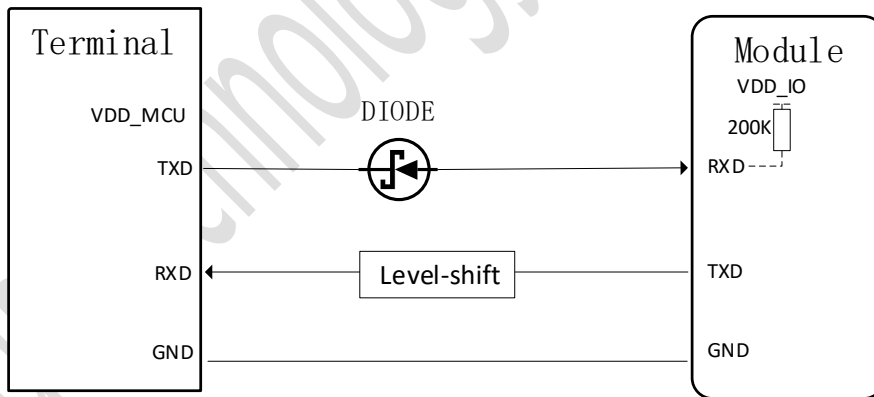 Terminal
Module
VDD_IO
VDD_MCU
DIODE
200K
TXD
RXD
RXD
Level-shift
TXD
GND
GND